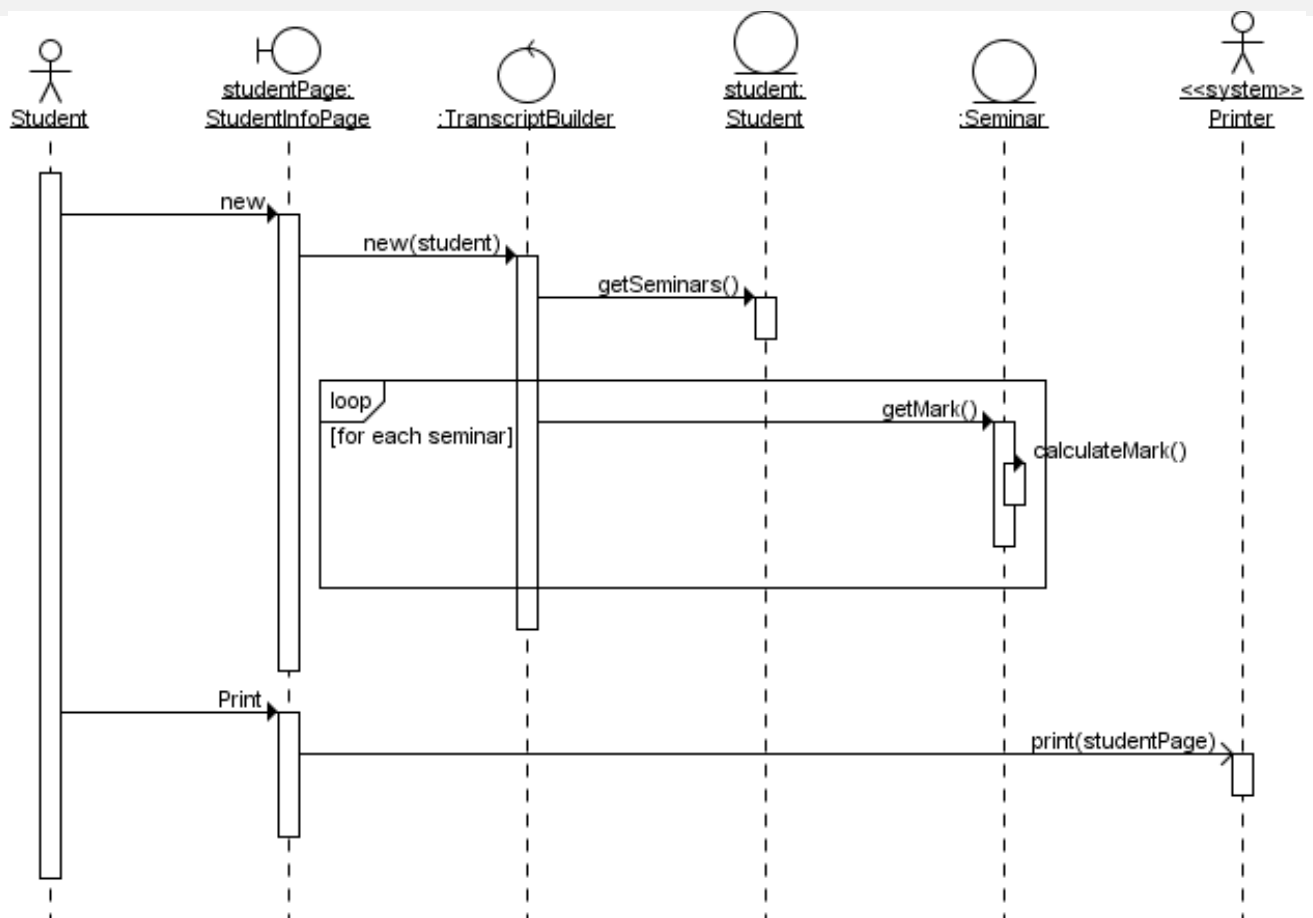 studentPage:
student:
<<system>>
Student
StudentInfoPage
:TranscriptBuilder
Student
:Seminar
Printer
new
new(student)
getSeminars()
loop
getMark()
[for each seminar]
calculateMark()
Print
print(studentPage)